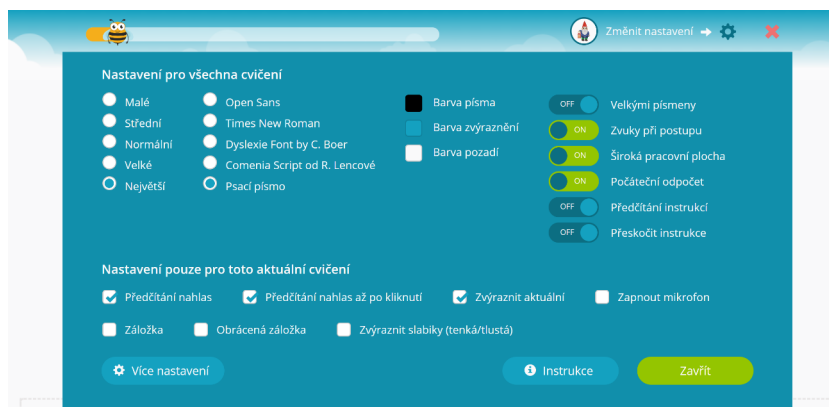 Změnit nastavení
Nastavení pro všechna cvičení
Malé
Střední
Normální
Velké
Největší
Open Sans
Times New Roman
Dyslexie Font by C. Boer
Comenia Script od R. Lencové
Psací písmo
Barva písma
Barva zvýraznění
Barva pozadí
OFF Velkými písmeny
ON Zvuky při postupu
ON Široká pracovní plocha
ON Počáteční odpočet
OFF Předčítání instrukcí
OFF Přeskočit instrukce
Nastavení pouze pro toto aktuální cvičení
Předčítání nahlas Předčítání nahlas až po kliknutí Zvýraznit aktuální Zapnout mikrofon
Záložka Obrácená záložka Zvýraznit slabiky (tenká/tlustá)
Více nastavení Instrukce Zavřít